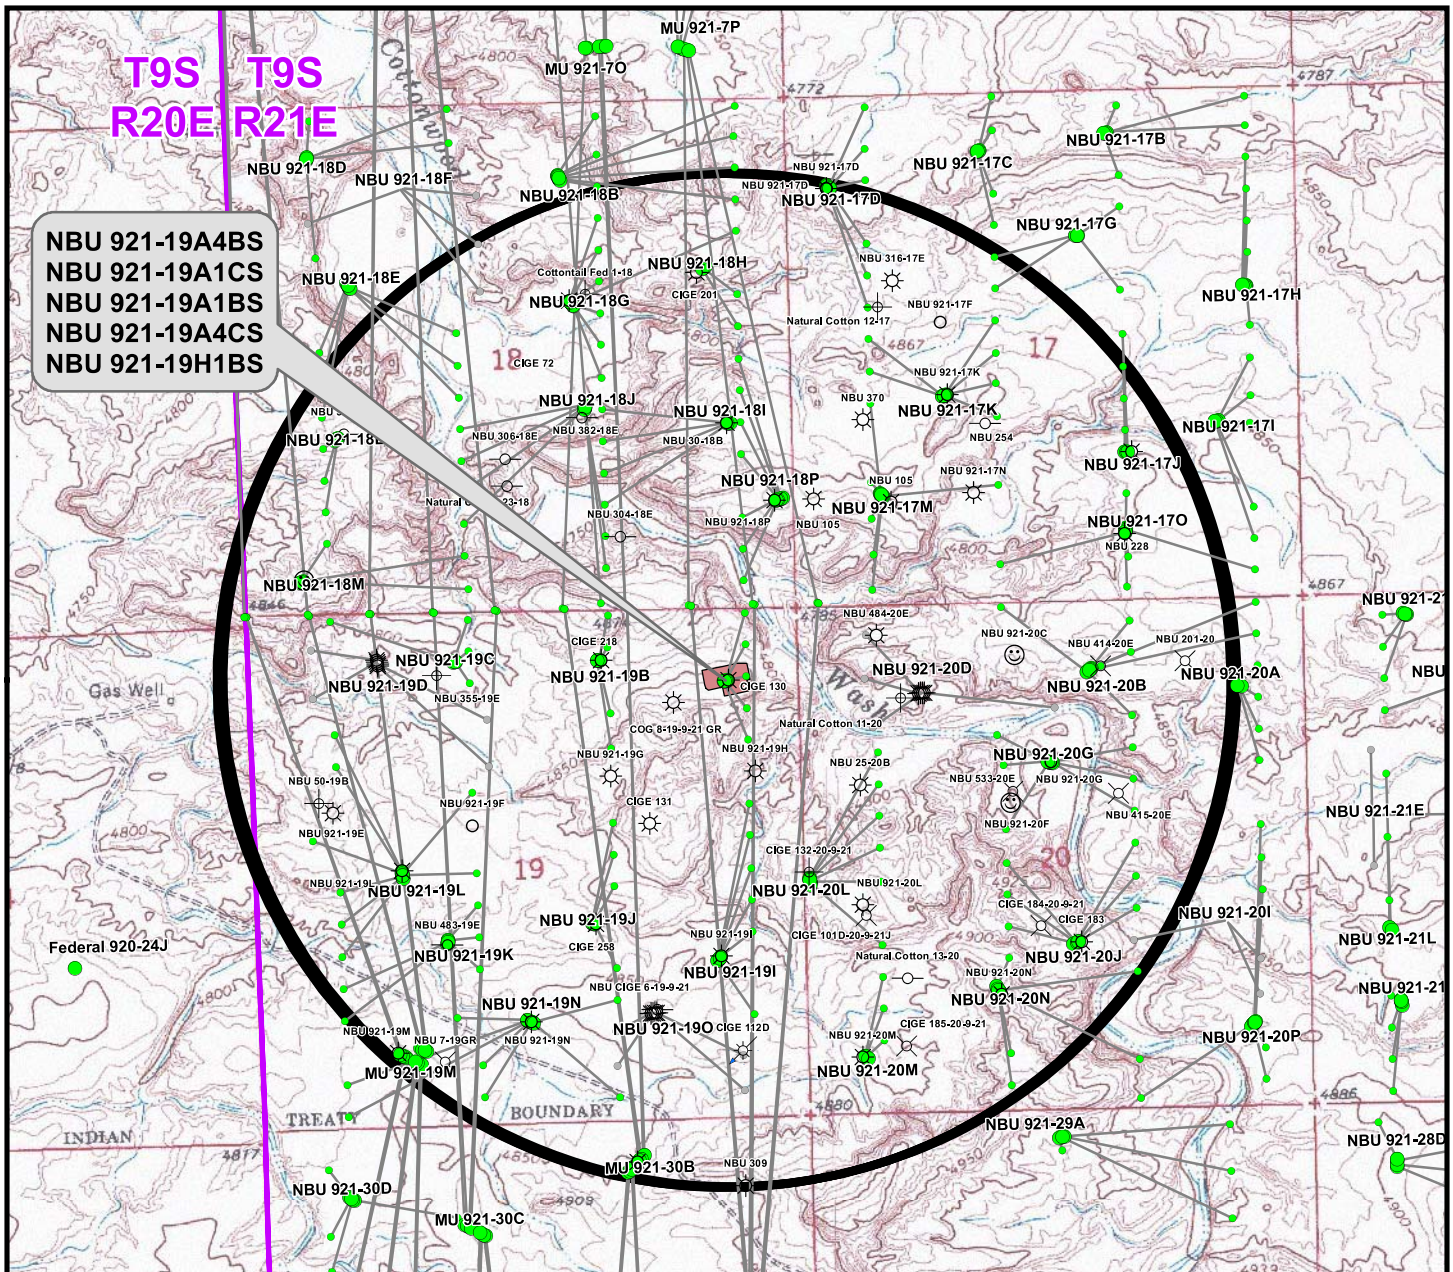 MU 921-7P
MU 921-7O
4750
4800
4772
4787
T9S T9S
R20E R21E
Cottonwood
NBU 921-18D
NBU 921-18F
NBU 921-18B
NBU 921-17D
NBU 921-17D
NBU 921-17D
NBU 921-17C
NBU 921-17B
NBU 921-17G
NBU 921-19A4BS
NBU 921-19A1CS
NBU 921-19A1BS
NBU 921-19A4CS
NBU 921-19H1BS
NBU 921-18E
Cottontail Fed 1-18
NBU 921-18H
CIGE 201
NBU 316-17E
NBU 921-18G
NBU 921-17F
Natural Cotton 12-17
NBU 921-17H
18
CIGE 72
4867
17
NBU 921-17K
NBU 921-17K
NBU 921-18J
NBU 382-18E
NBU 921-18I
NBU 370
NBU 254
NBU 921-17I
NBU 306-18E
NBU 30-18B
NBU 921-17J
NBU 921-18P
NBU 105
NBU 921-17N
NBU 921-17M
NBU 304-18E
NBU 921-18P
NBU 105
NBU 921-17O
NBU 228
4800
NBU 921-18M
4846
4750
4867
4874
4785
NBU 484-20E
CIGE 218
NBU 921-20C
NBU 414-20E
NBU 201-20
NBU 921-19C
NBU 921-19D
NBU 921-19B
NBU 355-19E
CIGE 130
NBU 921-20D
NBU 921-20B
NBU 921-20A
Gas Well
Wash
COG 8-19-9-21 GR
Natural Cotton 11-20
NBU 921-19G
NBU 921-19H
NBU 921-20G
NBU 25-20B
NBU 533-20E
NBU 921-20G
NBU 50-19B
NBU 921-19F
CIGE 131
NBU 921-20F
NBU 415-20E
NBU 921-21E
NBU 921-19E
4800
CIGE 132-20-9-21
19
20
NBU 921-19L
NBU 921-19L
NBU 921-20L
NBU 921-20L
CIGE 184-20-9-21
CIGE 183
NBU 921-20I
NBU 483-19E
NBU 921-19J
NBU 921-19I
CIGE 101D-20-9-21J
NBU 921-21L
Federal 920-24J
NBU 921-19K
CIGE 258
NBU 921-19I
Natural Cotton 13-20
NBU 921-20J
NBU 921-20N
NBU 921-20N
NBU CIGE 6-19-9-21
NBU 921-19N
NBU 921-19O
CIGE 112D
CIGE 185-20-9-21
NBU 921-20M
NBU 921-20P
NBU 921-19M
NBU 7-19GR
NBU 921-19N
MU 921-19M
NBU 921-20M
4880
4886
TREATY
BOUNDARY
INDIAN
4817
NBU 921-29A
NBU 921-28D
MU 921-30B
NBU 309
NBU 921-30D
4909
MU 921-30C